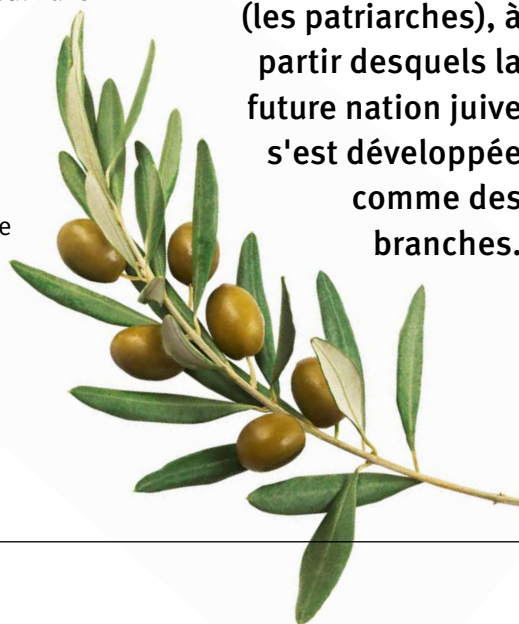 (les patriarches), à
partir desquels la
future nation juive
s'est développée
comme des
branches.
e